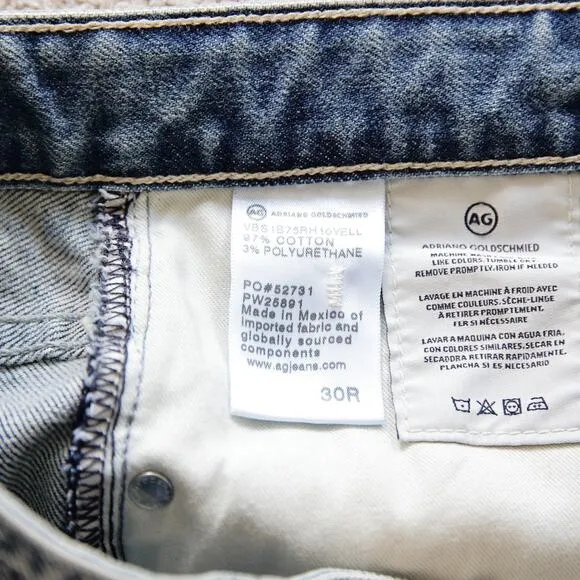 AG ADRIANO GOLDSCHMIED
97% COTTON
3% POLYURETHANE
PO#52731
PW25891
Made in Mexico of
imported fabric and
globally sourced
components
www.agjeans.com
30R
AG
ADRIANO GOLDSCHMIED
MACHINE WASH
LIKE COLORS. TUMBLE DRY
REMOVE PROMPTLY. IRON IF NEEDED
LAVAGE EN MACHINE À FROID AVEC
COMME COULEURS. SÈCHE-LINGE
À RETIRER PROMPTEMENT.
FER SI NÉCESSAIRE
LAVAR A MAQUINA CON AGUA FRIA,
CON COLORES SIMILARES. SECAR EN
SECADORA RETIRAR RAPIDAMENTE.
PLANCHA SI ES NECESARIO